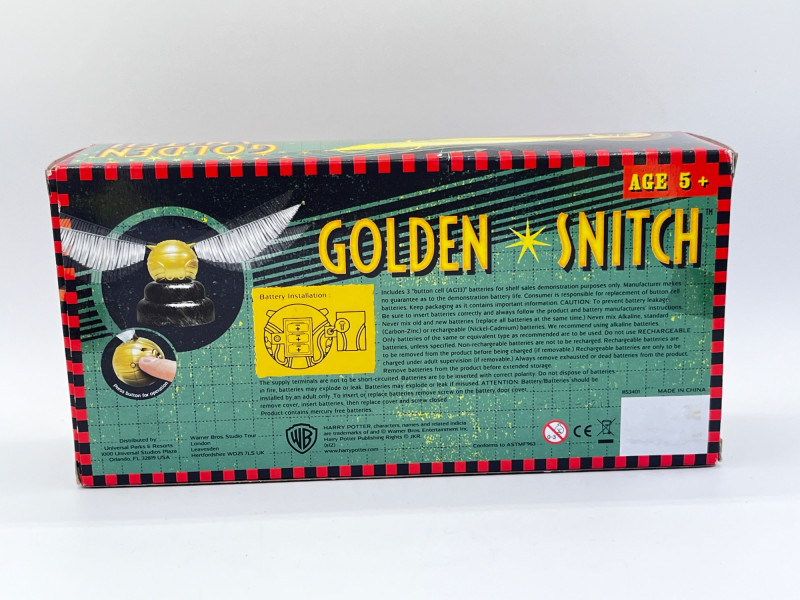 GOLDEN
AGE 5+
GOLDEN SNITCH™
Includes 3 "button cell (AG13)" batteries for shelf sales demonstration purposes only. Manufacturer makes
no guarantee as to the demonstration battery life. Consumer is responsible for replacement of button cell
batteries. Keep packaging as it contains important information. CAUTION: To prevent battery leakage:
Be sure to insert batteries correctly and always follow the product and battery manufacturers' instructions.
Never mix old and new batteries (replace all batteries at the same time.) Never mix Alkaline, standard
(Carbon-Zinc) or rechargeable (Nickel-Cadmium) batteries. We recommend using alkaline batteries.
Only batteries of the same or equivalent type as recommended are to be used. Do not use RECHARGEABLE
batteries, unless specified. Non-rechargeable batteries are not to be recharged. Rechargeable batteries are
to be removed from the product before being charged (if removable.) Rechargeable batteries are only to be
charged under adult supervision (if removable.) Always remove exhausted or dead batteries from the product.
Remove batteries from the product before extended storage.
Battery Installation:
The supply terminals are not to be short-circuited. Batteries are to be inserted with correct polarity. Do not dispose of batteries
in fire, batteries may explode or leak. Batteries may explode or leak if misused. ATTENTION: Battery/Batteries should be
installed by an adult only. To insert or replace batteries remove screw on the battery door cover,
remove cover, insert batteries, then replace cover and screw closed.
Product contains mercury free batteries.
Press button for operation
RS3461 MADE IN CHINA
Distributed by
Universal Parks & Resorts
1000 Universal Studios Plaza
Orlando, FL 32819 USA
Warner Bros. Studio Tour
London
Leavesden
Hertfordshire WD25 7LS UK
WB
HARRY POTTER, characters, names and related indicia
are trademarks of and © Warner Bros. Entertainment Inc.
Harry Potter Publishing Rights © JKR.
(s12)
www.harrypotter.com
Conforms to ASTMF963
0-3
CE